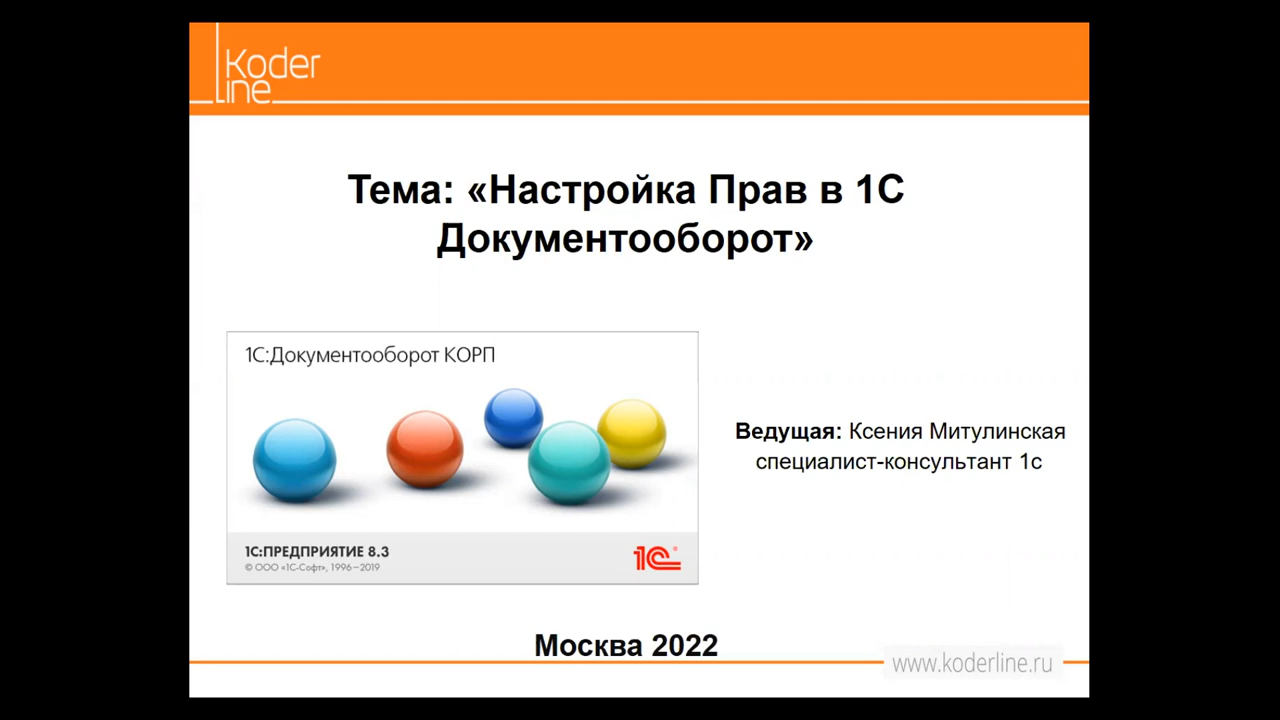 Koder
line
Тема: «Настройка Прав в 1С
Документооборот»
1С:Документооборот КОРП
Ведущая: Ксения Митулинская
специалист-консультант 1с
1С:ПРЕДПРИЯТИЕ 8.3
© ООО «1С-Софт», 1996–2019
1С®
Москва 2022
www.koderline.ru